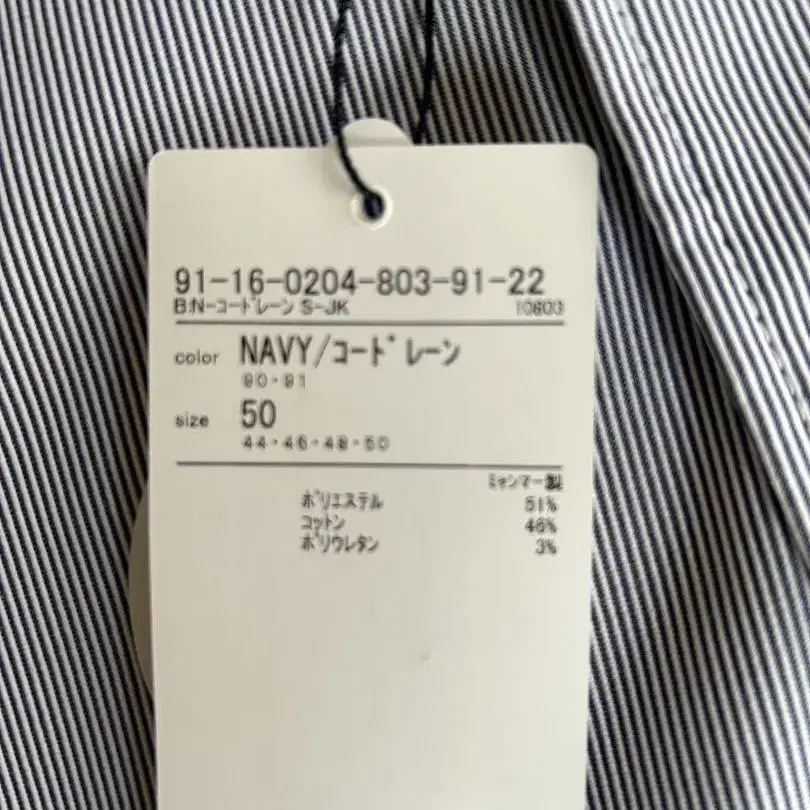 91-16-0204-803-91-22
B:N-コードレーン S-JK 10603
color NAVY/コードレーン
90・91
size 50
44・46・48・50
ミャンマー製
ポリエステル 51%
コットン 46%
ポリウレタン 3%